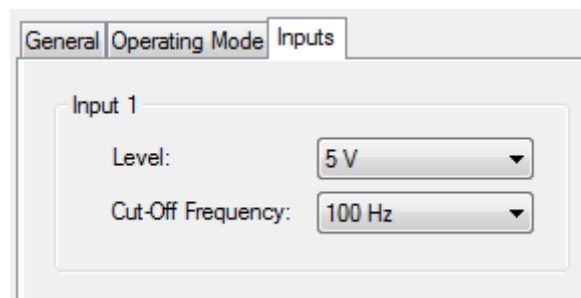 General Operating Mode Inputs
Input 1
Level: 5 V
Cut-Off Frequency: 100 Hz